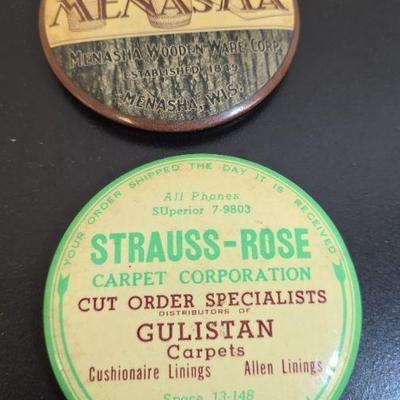 MENASHA
MENASHA WOODEN WARE CORP.
ESTABLISHED 1849
MENASHA, WIS.
YOUR ORDER SHIPPED THE DAY IT IS RECEIVED
All Phones
SUperior 7-9803
STRAUSS-ROSE
CARPET CORPORATION
CUT ORDER SPECIALISTS
DISTRIBUTORS OF
GULISTAN
Carpets
Cushionaire Linings Allen Linings
Space 13-148